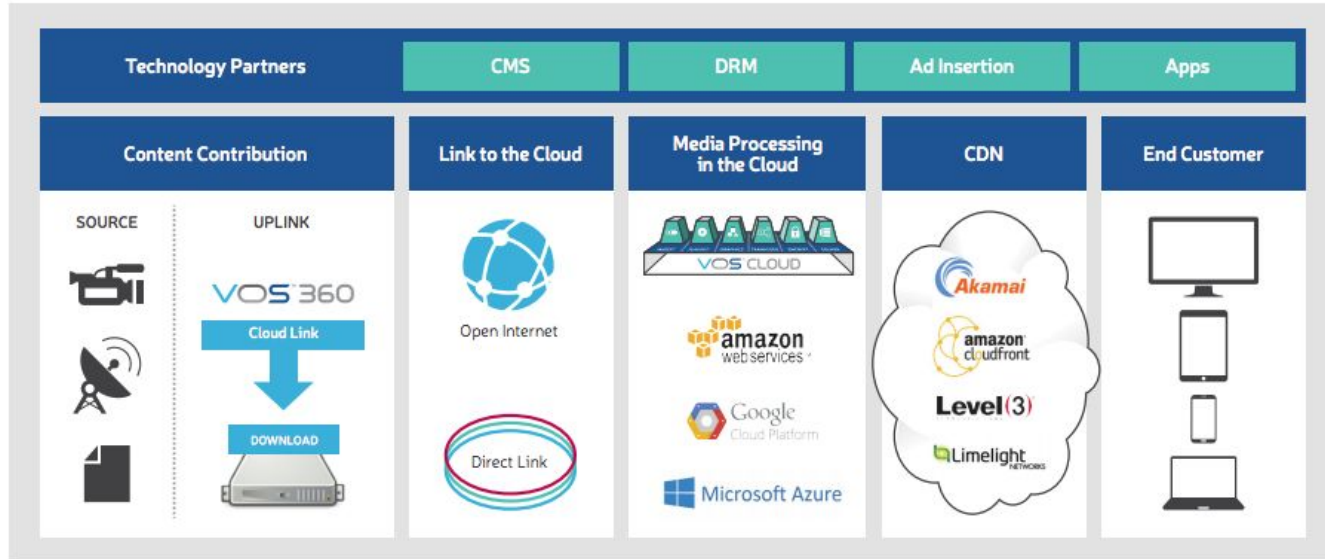 Technology Partners
CMS
DRM
Ad Insertion
Apps
Content Contribution
Link to the Cloud
Media Processing
in the Cloud
CDN
End Customer
SOURCE
UPLINK
VOS 360
Cloud Link
DOWNLOAD
Open Internet
Direct Link
VOS CLOUD
amazon
webservices
Google
Cloud Platform
Microsoft Azure
Akamai
amazon
cloudfront
Level(3)
Limelight
NETWORKS